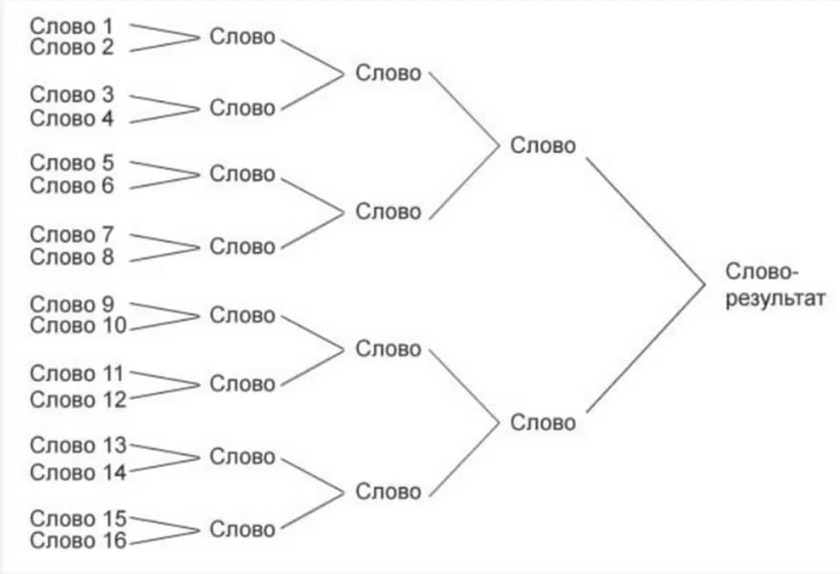 Слово 1
Слово 2
Слово 3
Слово 4
Слово 5
Слово 6
Слово 7
Слово 8
Слово 9
Слово 10
Слово 11
Слово 12
Слово 13
Слово 14
Слово 15
Слово 16
Слово
Слово
Слово
Слово
Слово
Слово
Слово
Слово
Слово
Слово
Слово
Слово
Слово
Слово
Слово-
результат